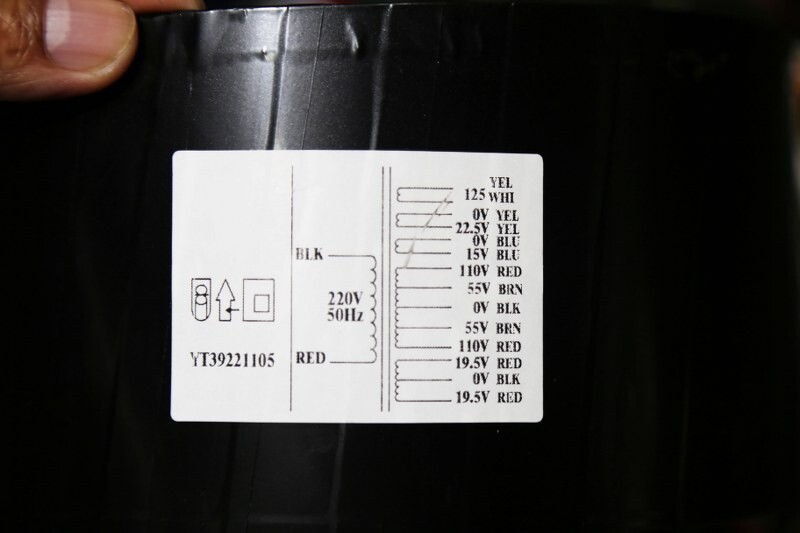 YT39221105
BLK
220V
50Hz
RED
YEL
125 WHI
0V YEL
22.5V YEL
0V BLU
15V BLU
110V RED
55V BRN
0V BLK
55V BRN
110V RED
19.5V RED
0V BLK
19.5V RED